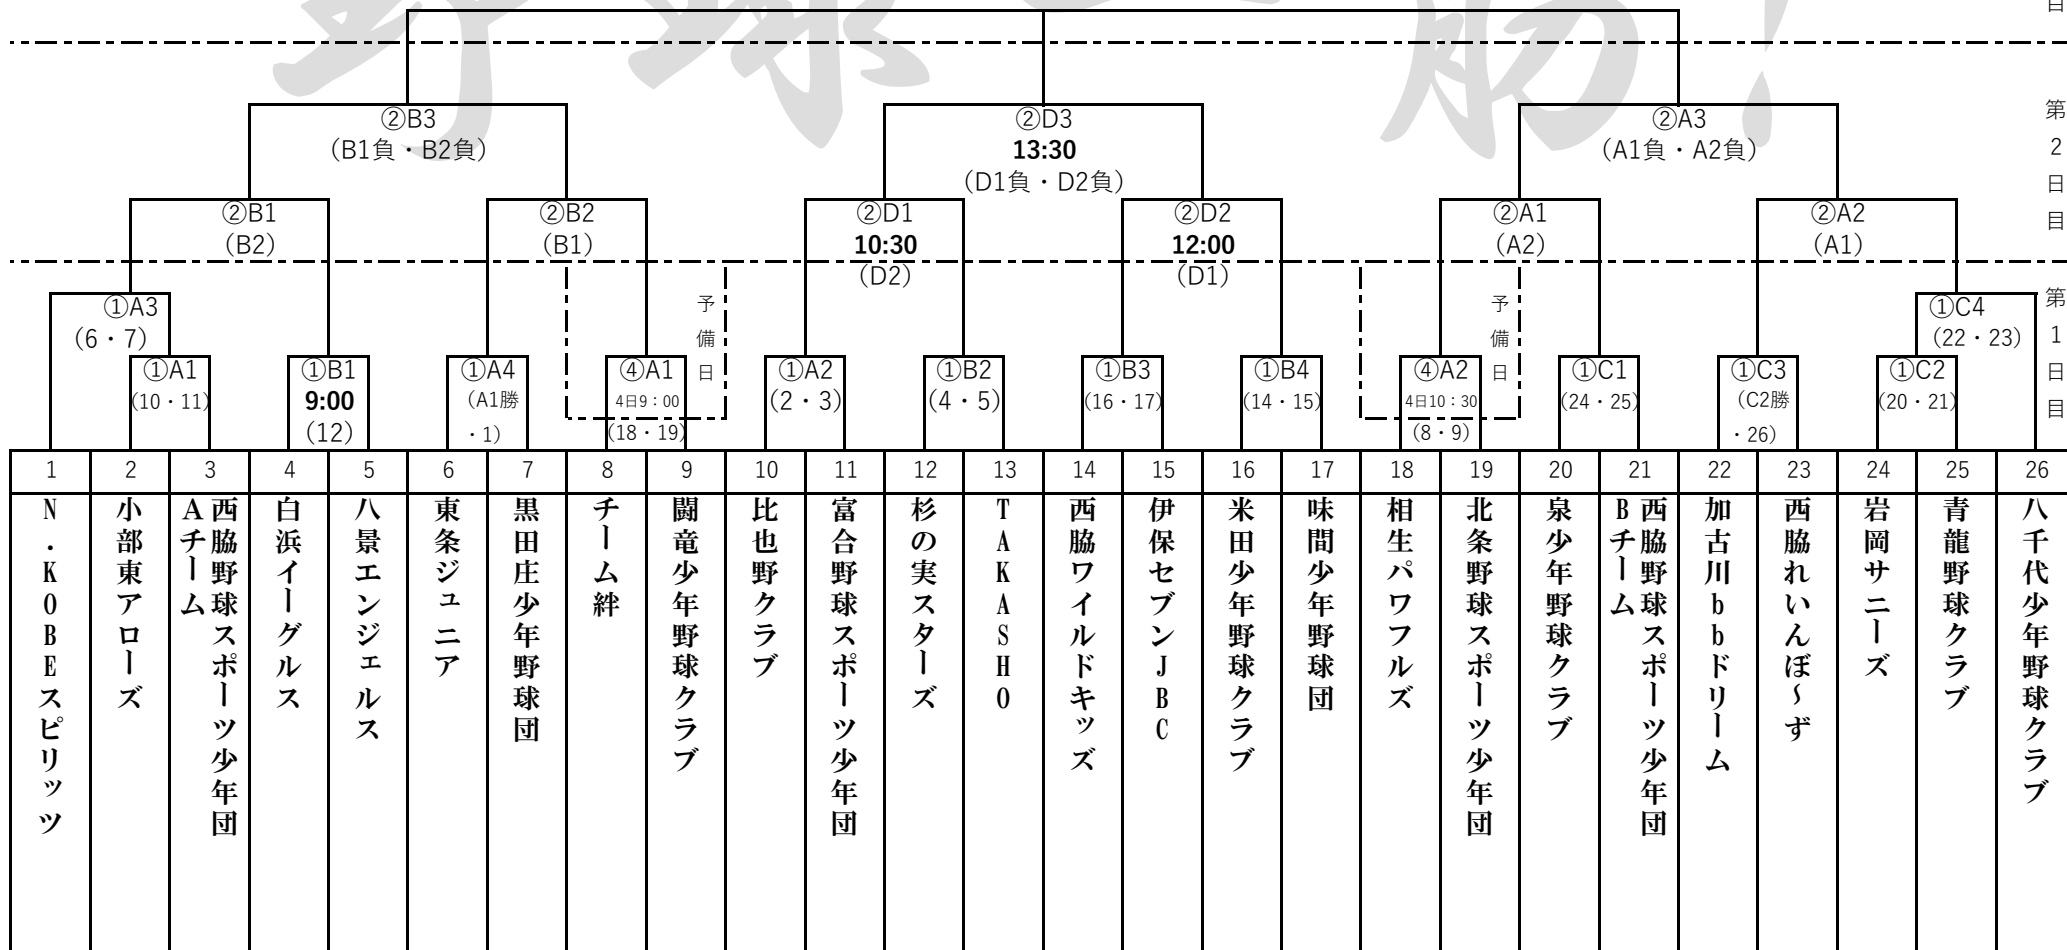 野球
目
②B3
(B1負・B2負)
②D3
13:30
(D1負・D2負)
②A3
(A1負・A2負)
第2日目
②B1
(B2)
②B2
(B1)
②D1
10:30
(D2)
②D2
12:00
(D1)
②A1
(A2)
②A2
(A1)
①A3
(6・7)
予備日
予備日
①C4
(22・23)
第1日目
①A1
(10・11)
①B1
9:00
(12)
①A4
(A1勝
・1)
④A1
4日9：00
(18・19)
①A2
(2・3)
①B2
(4・5)
①B3
(16・17)
①B4
(14・15)
④A2
4日10：30
(8・9)
①C1
(24・25)
①C3
(C2勝
・26)
①C2
(20・21)
1 2 3 4 5 6 7 8 9 10 11 12 13 14 15 16 17 18 19 20 21 22 23 24 25 26
N.KOBEスピリッツ
小部東アローズ
西脇野球スポーツ少年団
Aチーム
白浜イーグルス
八景エンジェルス
東条ジュニア
黒田庄少年野球団
チーム絆
闘竜少年野球クラブ
比也野クラブ
富合野球スポーツ少年団
杉の実スターズ
TAKASHO
西脇ワイルドキッズ
伊保セブンJBC
米田少年野球クラブ
味間少年野球団
相生パワフルズ
北条野球スポーツ少年団
泉少年野球クラブ
西脇野球スポーツ少年団
Bチーム
加古川bbドリーム
西脇れいんぼ～ず
岩岡サニーズ
青龍野球クラブ
八千代少年野球クラブ